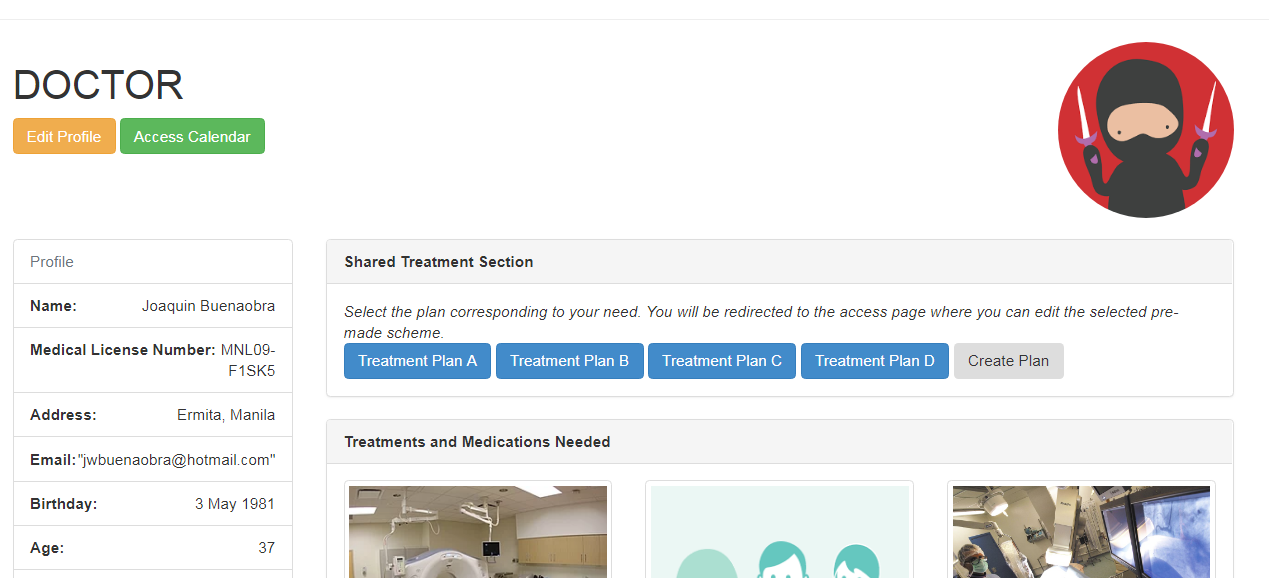 DOCTOR
Edit Profile
Access Calendar
Profile
Name: Joaquin Buenaobra
Medical License Number: MNL09-
F1SK5
Address: Ermita, Manila
Email: "jwbuenaobra@hotmail.com"
Birthday: 3 May 1981
Age: 37
Shared Treatment Section
Select the plan corresponding to your need. You will be redirected to the access page where you can edit the selected pre-
made scheme.
Treatment Plan A
Treatment Plan B
Treatment Plan C
Treatment Plan D
Create Plan
Treatments and Medications Needed